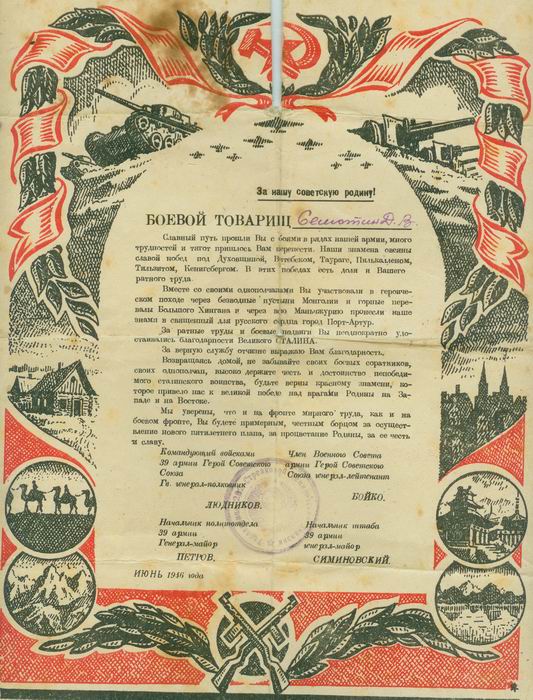 За нашу советскую родину!
БОЕВОЙ ТОВАРИЩ Семотин Д. В.
Славный путь прошли Вы с боями в рядах нашей армии, много
трудностей и тягот пришлось Вам перенести. Наши знамена овеяны
славой побед под Духовщиной, Витебском, Таураге, Пилькалленом,
Тильзитом, Кенигсбергом. В этих победах есть доля и Вашего
ратного труда.
Вместе со своими однополчанами Вы участвовали в героиче-
ском походе через безводные пустыни Монголии и горные пере-
валы Большого Хингана и через всю Маньчжурию пронесли наше
знамя в священный для русского сердца город Порт-Артур.
За ратные труды и боевые подвиги Вы неоднократно удо-
стаивались благодарности Великого СТАЛИНА.
За верную службу отчизне выражаю Вам благодарность.
Возвращаясь домой, не забывайте своих боевых соратников,
своих однополчан, высоко держите честь и достоинство непобеди-
мого сталинского воинства, будьте верны красному знамени, ко-
торое привело нас к великой победе над врагами Родины на За-
паде и на Востоке.
Мы уверены, что и на фронте мирного труда, как и на
боевом фронте, Вы будете примерным, честным борцом за осущест-
вление нового пятилетнего плана, за процветание Родины, за ее честь
и славу.
Командующий войсками
39 армии Герой Советского
Союза
Гв. генерал-полковник
ЛЮДНИКОВ.
Член Военного Совета
армии Герой Советского
Союза генерал-лейтенант
БОЙКО.
Начальник политотдела
39 армии
Генерал-майор
ПЕТРОВ.
Начальник штаба
39 армии
генерал-майор
СИМИНОВСКИЙ.
ИЮНЬ 1946 года